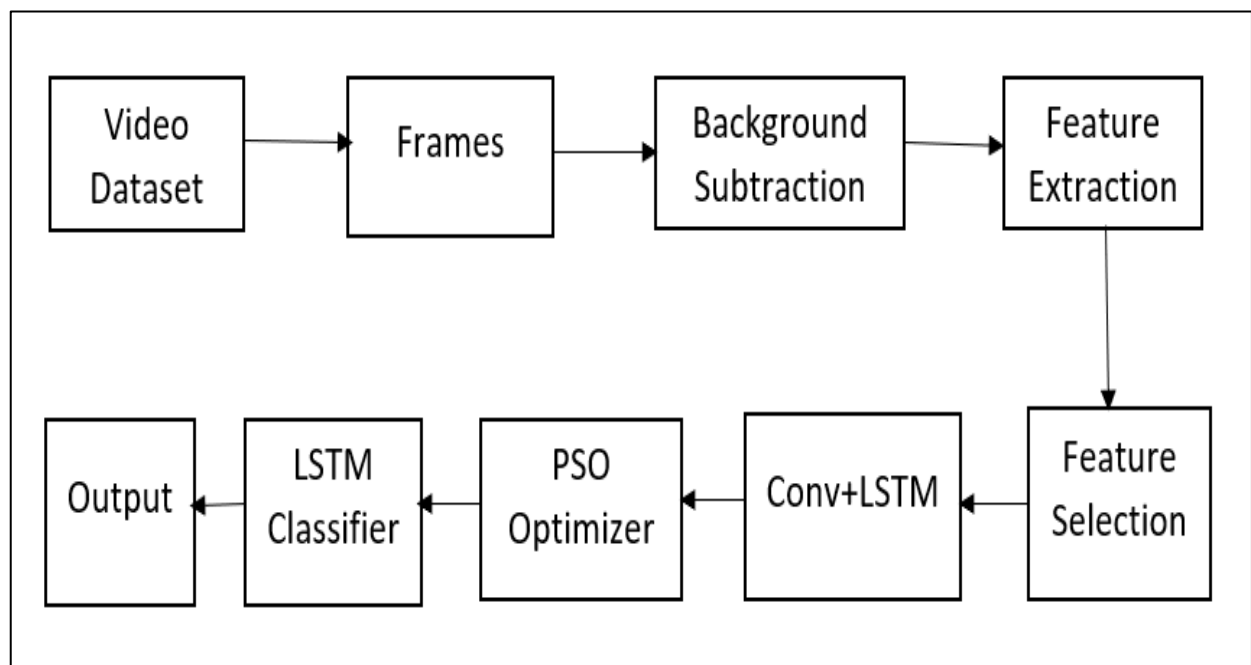 Video
Dataset
Frames
Background
Subtraction
Feature
Extraction
Feature
Selection
Conv+LSTM
PSO
Optimizer
LSTM
Classifier
Output